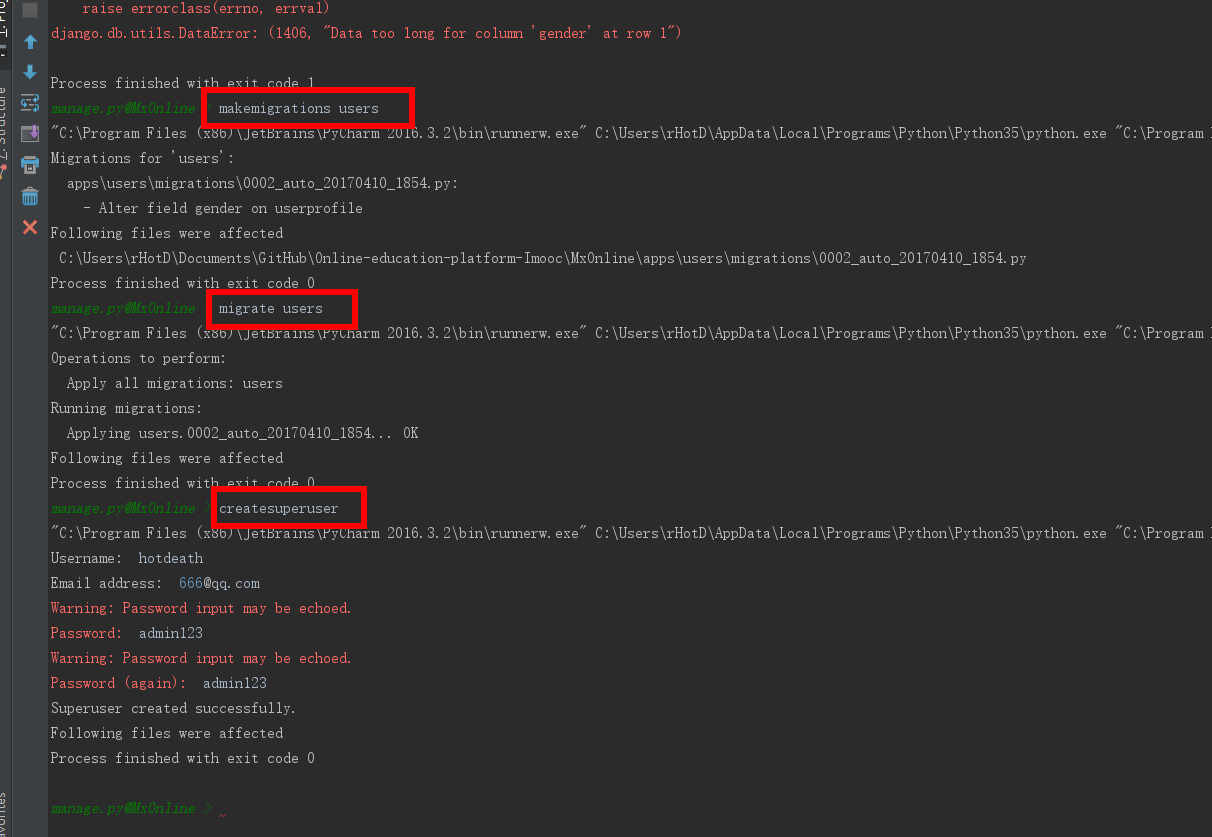 raise errorclass(errno, errval)
django.db.utils.DataError: (1406, "Data too long for column 'gender' at row 1")
Process finished with exit code 1
manage.py@MxOnline > makemigrations users
"C:\Program Files (x86)\JetBrains\PyCharm 2016.3.2\bin\runnerw.exe" C:\Users\rHotD\AppData\Local\Programs\Python\Python35\python.exe "C:\Program
Migrations for 'users':
apps\users\migrations\0002_auto_20170410_1854.py:
- Alter field gender on userprofile
Following files were affected
C:\Users\rHotD\Documents\GitHub\Online-education-platform-Imooc\MxOnline\apps\users\migrations\0002_auto_20170410_1854.py
Process finished with exit code 0
manage.py@MxOnline > migrate users
"C:\Program Files (x86)\JetBrains\PyCharm 2016.3.2\bin\runnerw.exe" C:\Users\rHotD\AppData\Local\Programs\Python\Python35\python.exe "C:\Program
Operations to perform:
Apply all migrations: users
Running migrations:
Applying users.0002_auto_20170410_1854... OK
Following files were affected
Process finished with exit code 0
manage.py@MxOnline > createsuperuser
"C:\Program Files (x86)\JetBrains\PyCharm 2016.3.2\bin\runnerw.exe" C:\Users\rHotD\AppData\Local\Programs\Python\Python35\python.exe "C:\Program
Username: hotdeath
Email address: 666@qq.com
Warning: Password input may be echoed.
Password: admin123
Warning: Password input may be echoed.
Password (again): admin123
Superuser created successfully.
Following files were affected
Process finished with exit code 0
manage.py@MxOnline >